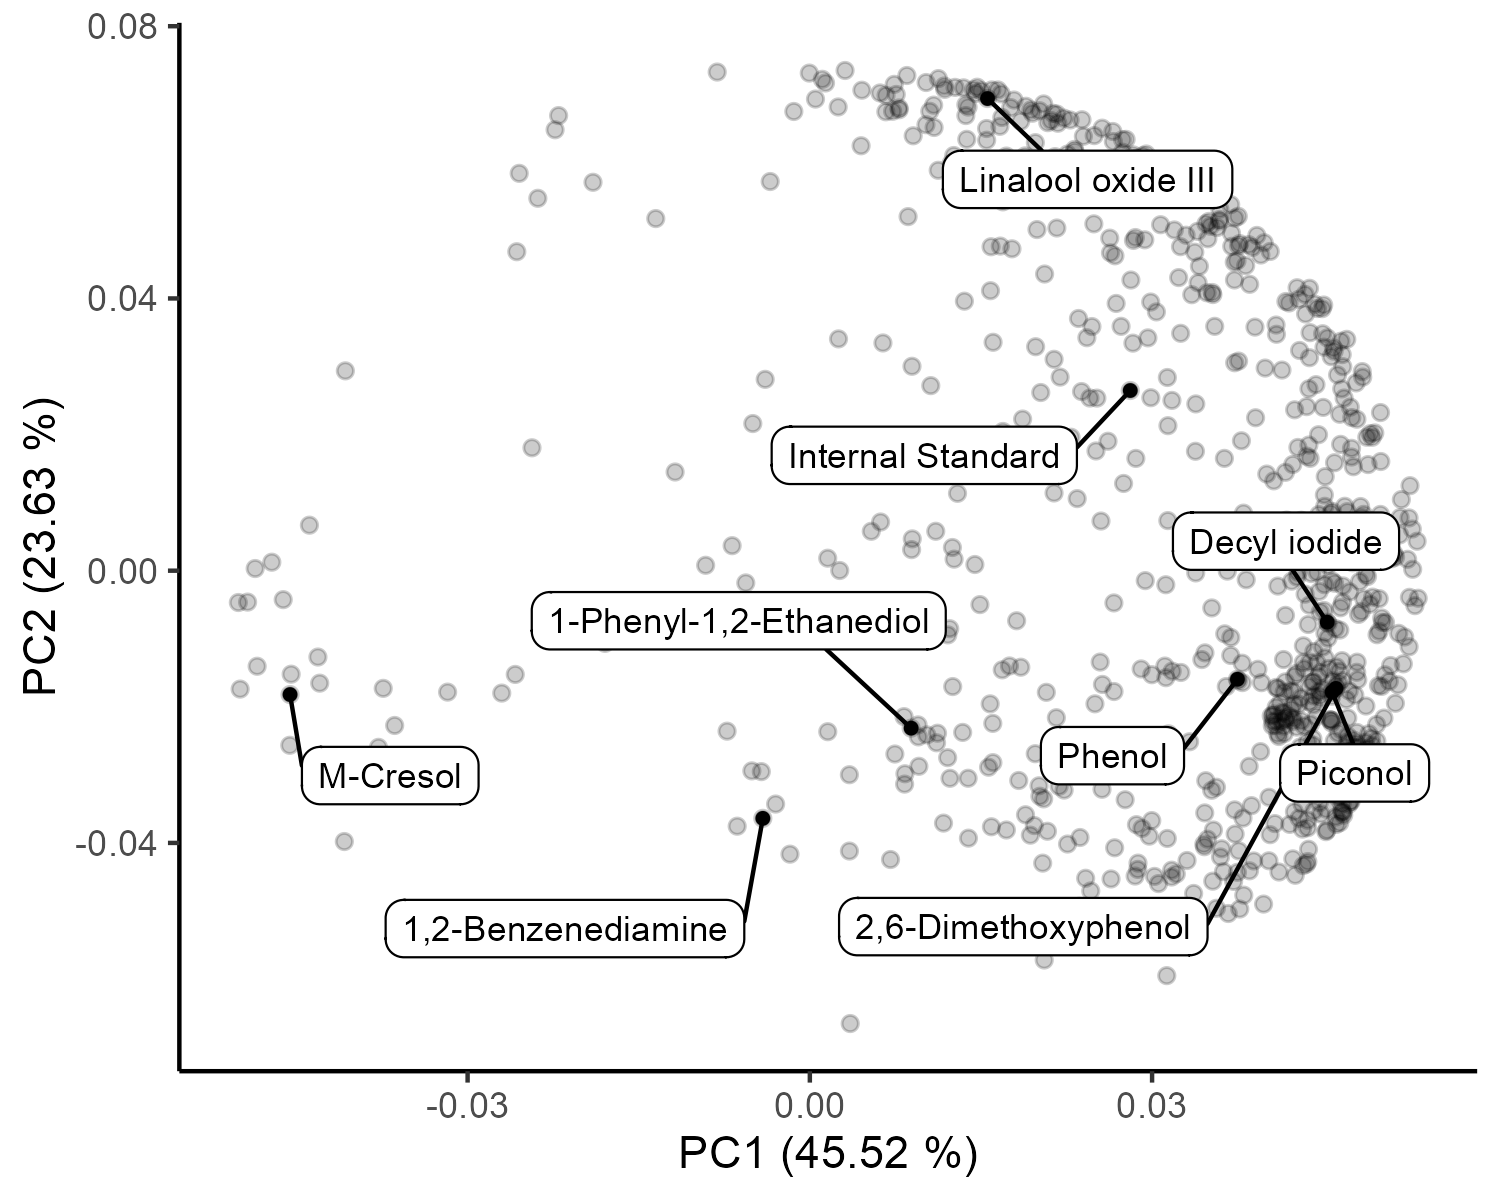 0.08
Linalool oxide III
0.04
Internal Standard
Decyl iodide
0.00
1-Phenyl-1,2-Ethanediol
PC2 (23.63 %)
Phenol
Piconol
M-Cresol
-0.04
1,2-Benzenediamine
2,6-Dimethoxyphenol
-0.03
0.00
0.03
PC1 (45.52 %)